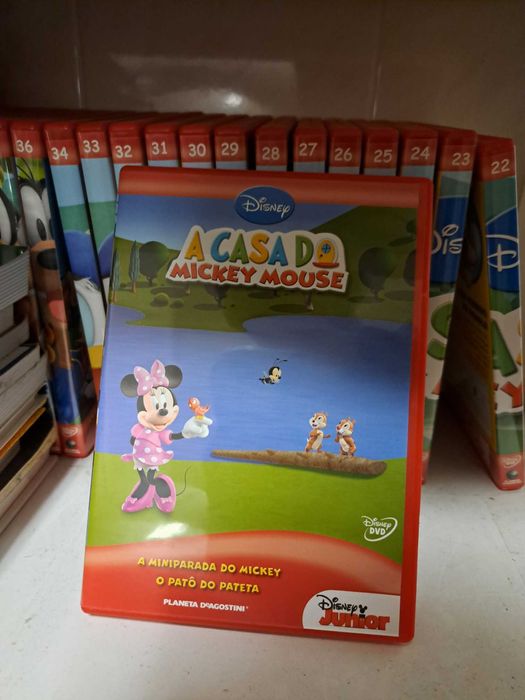 36
34
33
32
31
30
29
28
27
26
25
24
23
22
Disney
A CASA DO
MICKEY MOUSE
Disney
DVD
A MINIPARADA DO MICKEY
O PATÔ DO PATETA
PLANETA DEAGOSTINI
Disney
Junior